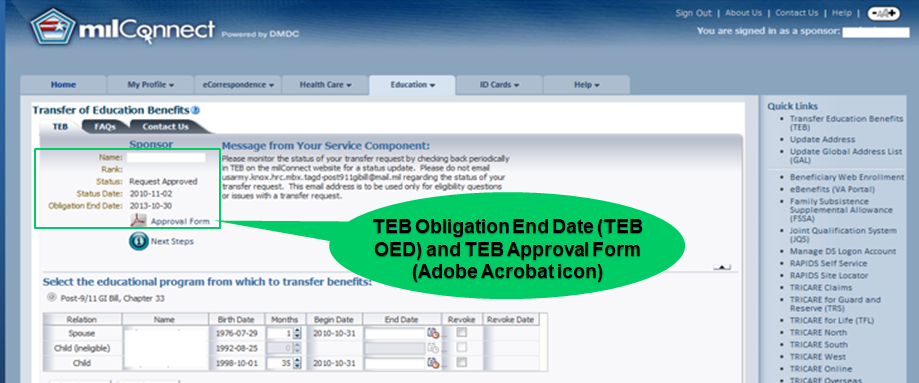 Sign Out | About Us | Contact Us | Help | -A+
milConnect Powered by DMDC
You are signed in as a sponsor:
Home
My Profile
eCorrespondence
Health Care
Education
ID Cards
Help
Transfer of Education Benefits
TEB
FAQs
Contact Us
Sponsor
Name:
Rank:
Status: Request Approved
Status Date: 2010-11-02
Obligation End Date: 2013-10-30
Approval Form
Next Steps
Message from Your Service Component:
Please monitor the status of your transfer request by checking back periodically
in TEB on the milConnect website for a status update. Please do not email
usarmy.knox.hrc.mbx.tagd-post911gibill@mail.mil regarding the status of your
transfer request. This email address is to be used only for eligibility questions
or issues with a transfer request.
TEB Obligation End Date (TEB
OED) and TEB Approval Form
(Adobe Acrobat icon)
Select the educational program from which to transfer benefits:
Post-9/11 GI Bill, Chapter 33
Relation Name Birth Date Months Begin Date End Date Revoke Revoke Date
Spouse 1976-07-29 1 2010-10-31
Child (ineligible) 1992-08-25 0
Child 1998-10-01 35 2010-10-31
Quick Links
Transfer Education Benefits
(TEB)
Update Address
Update Global Address List
(GAL)
Beneficiary Web Enrollment
eBenefits (VA Portal)
Family Subsistence
Supplemental Allowance
(FSSA)
Joint Qualification System
(JQS)
Manage DS Logon Account
RAPIDS Self Service
RAPIDS Site Locator
TRICARE Claims
TRICARE for Guard and
Reserve (TRS)
TRICARE for Life (TFL)
TRICARE North
TRICARE South
TRICARE West
TRICARE Online
TRICARE Overseas